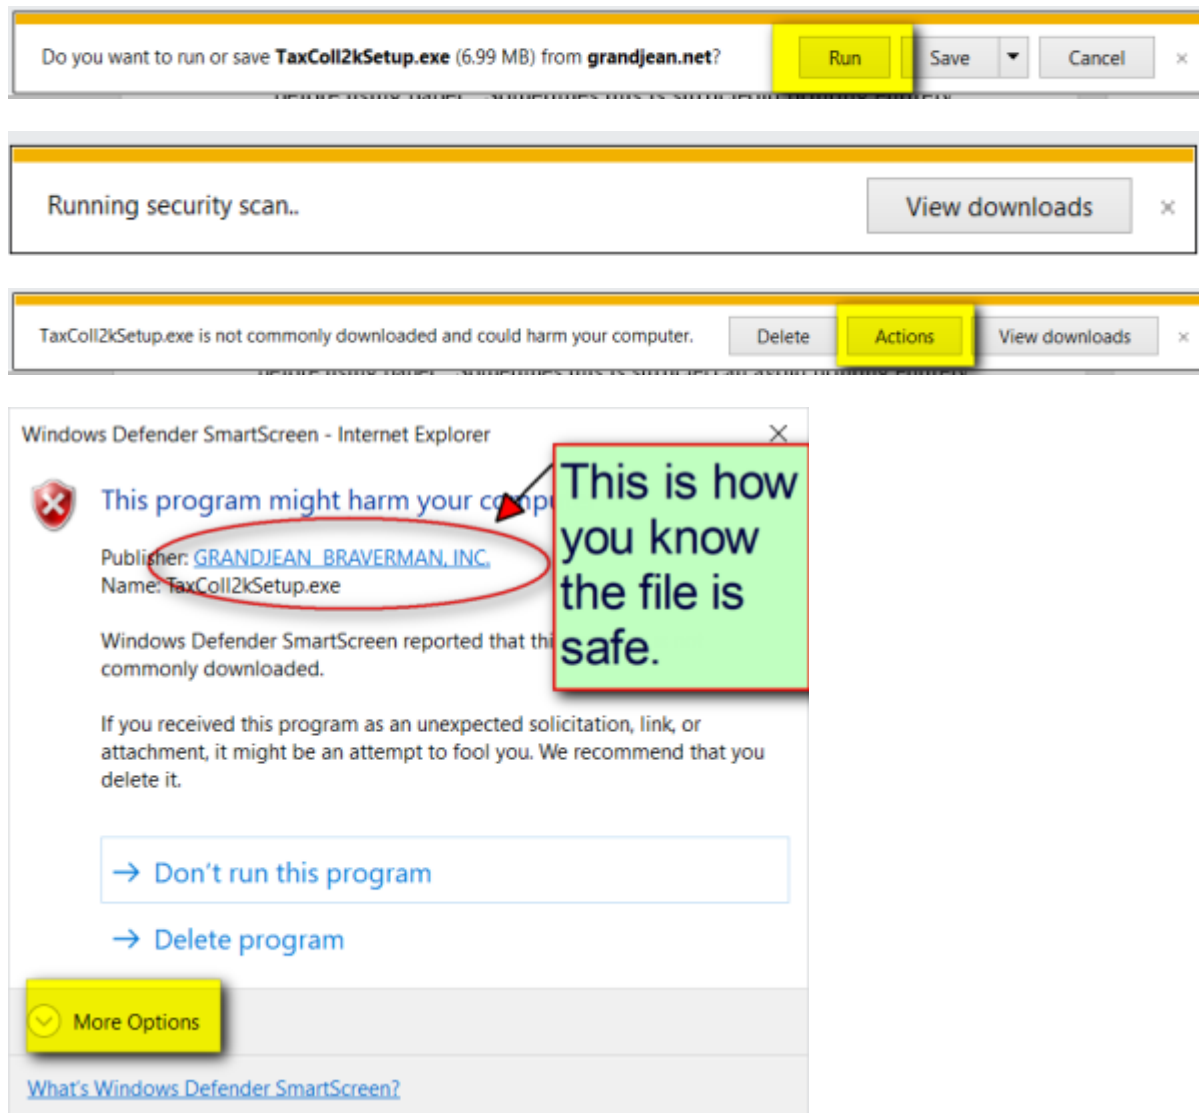 Do you want to run or save TaxColl2kSetup.exe (6.99 MB) from grandjean.net? Run Save Cancel
Running security scan.. View downloads
TaxColl2kSetup.exe is not commonly downloaded and could harm your computer. Delete Actions View downloads
Windows Defender SmartScreen - Internet Explorer
This program might harm your
Publisher: GRANDJEAN BRAVERMAN, INC.
Name: TaxColl2kSetup.exe
Windows Defender SmartScreen reported that
commonly downloaded.
If you received this program as an unexpected solicitation, link, or
attachment, it might be an attempt to fool you. We recommend that you
delete it.
This is how
you know
the file is
safe.
→ Don't run this program
→ Delete program
More Options
What's Windows Defender SmartScreen?